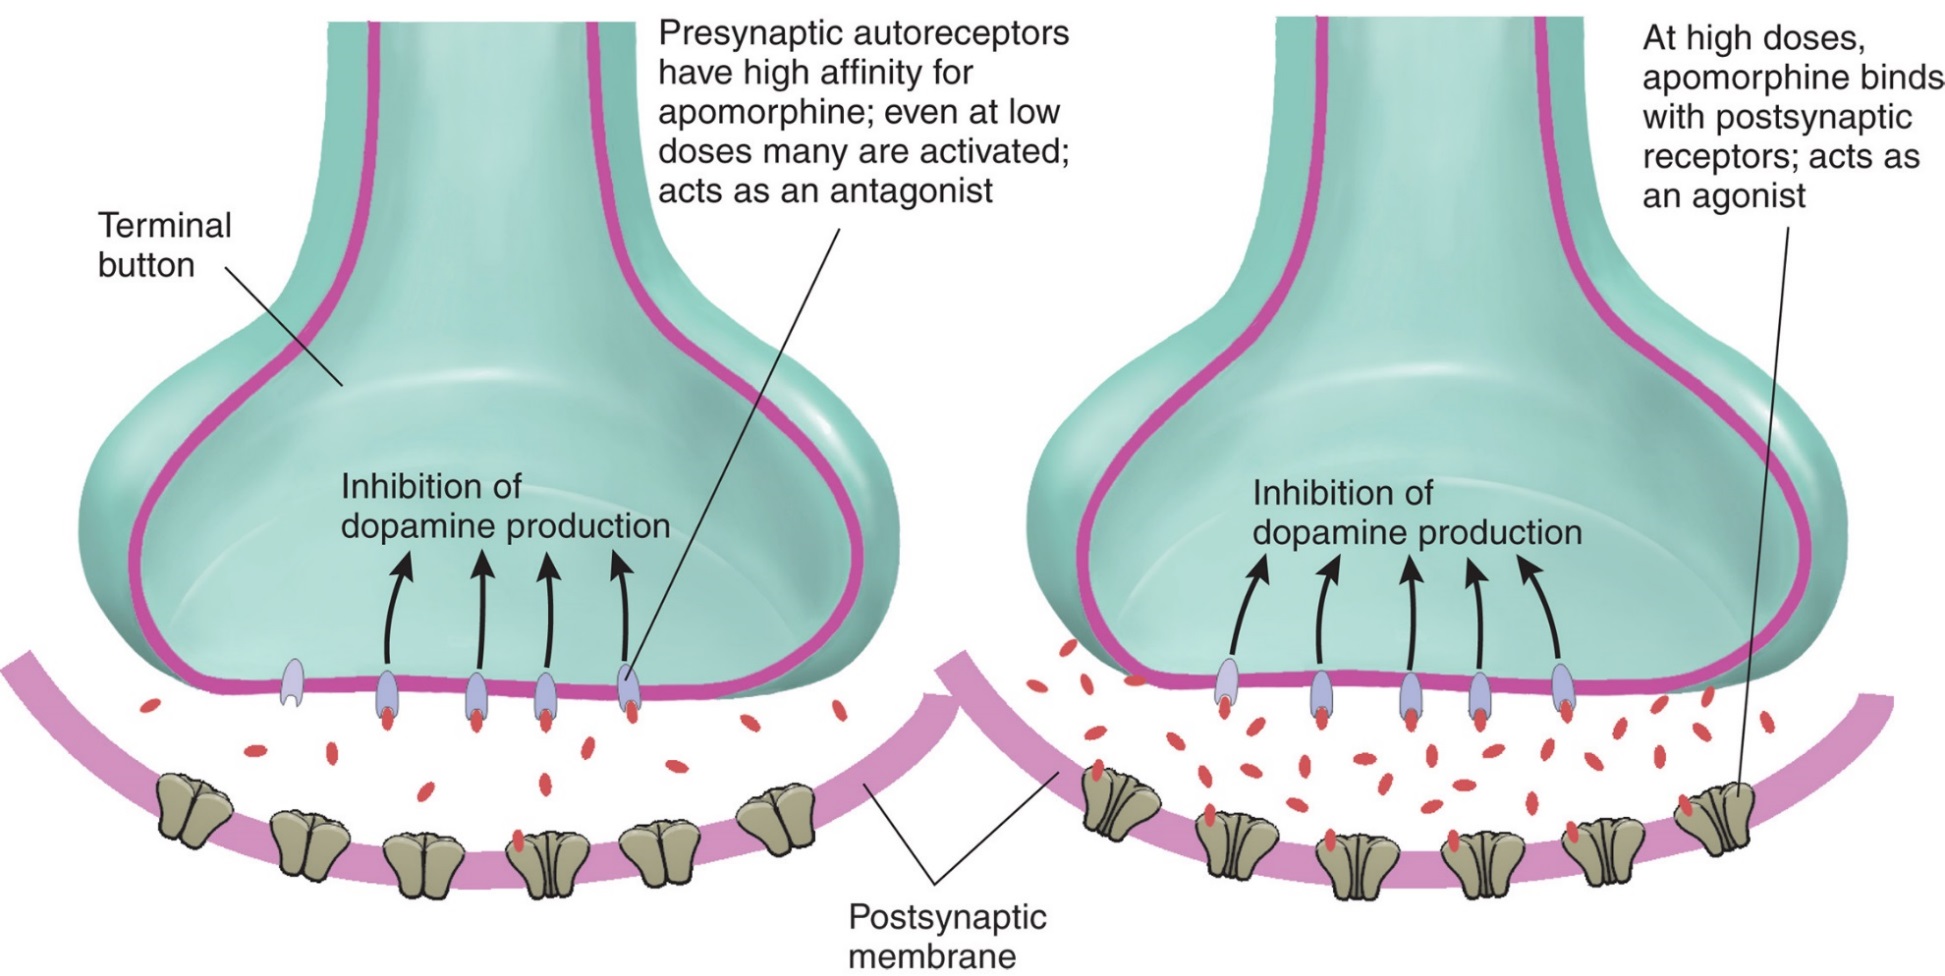 Presynaptic autoreceptors
have high affinity for
apomorphine; even at low
doses many are activated;
acts as an antagonist
At high doses,
apomorphine binds
with postsynaptic
receptors; acts as
an agonist
Terminal
button
Inhibition of
dopamine production
Inhibition of
dopamine production
Postsynaptic
membrane